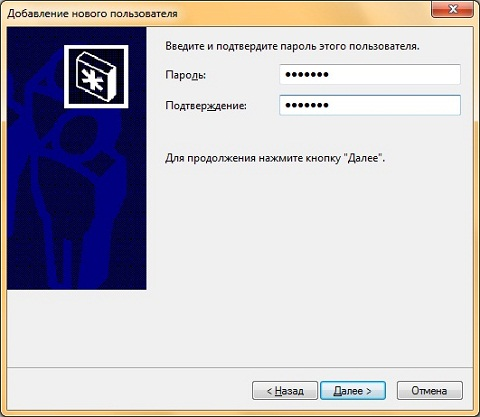 Добавление нового пользователя
Введите и подтвердите пароль этого пользователя.
Пароль: •••••••
Подтверждение: •••••••
Для продолжения нажмите кнопку "Далее".
< Назад Далее > Отмена